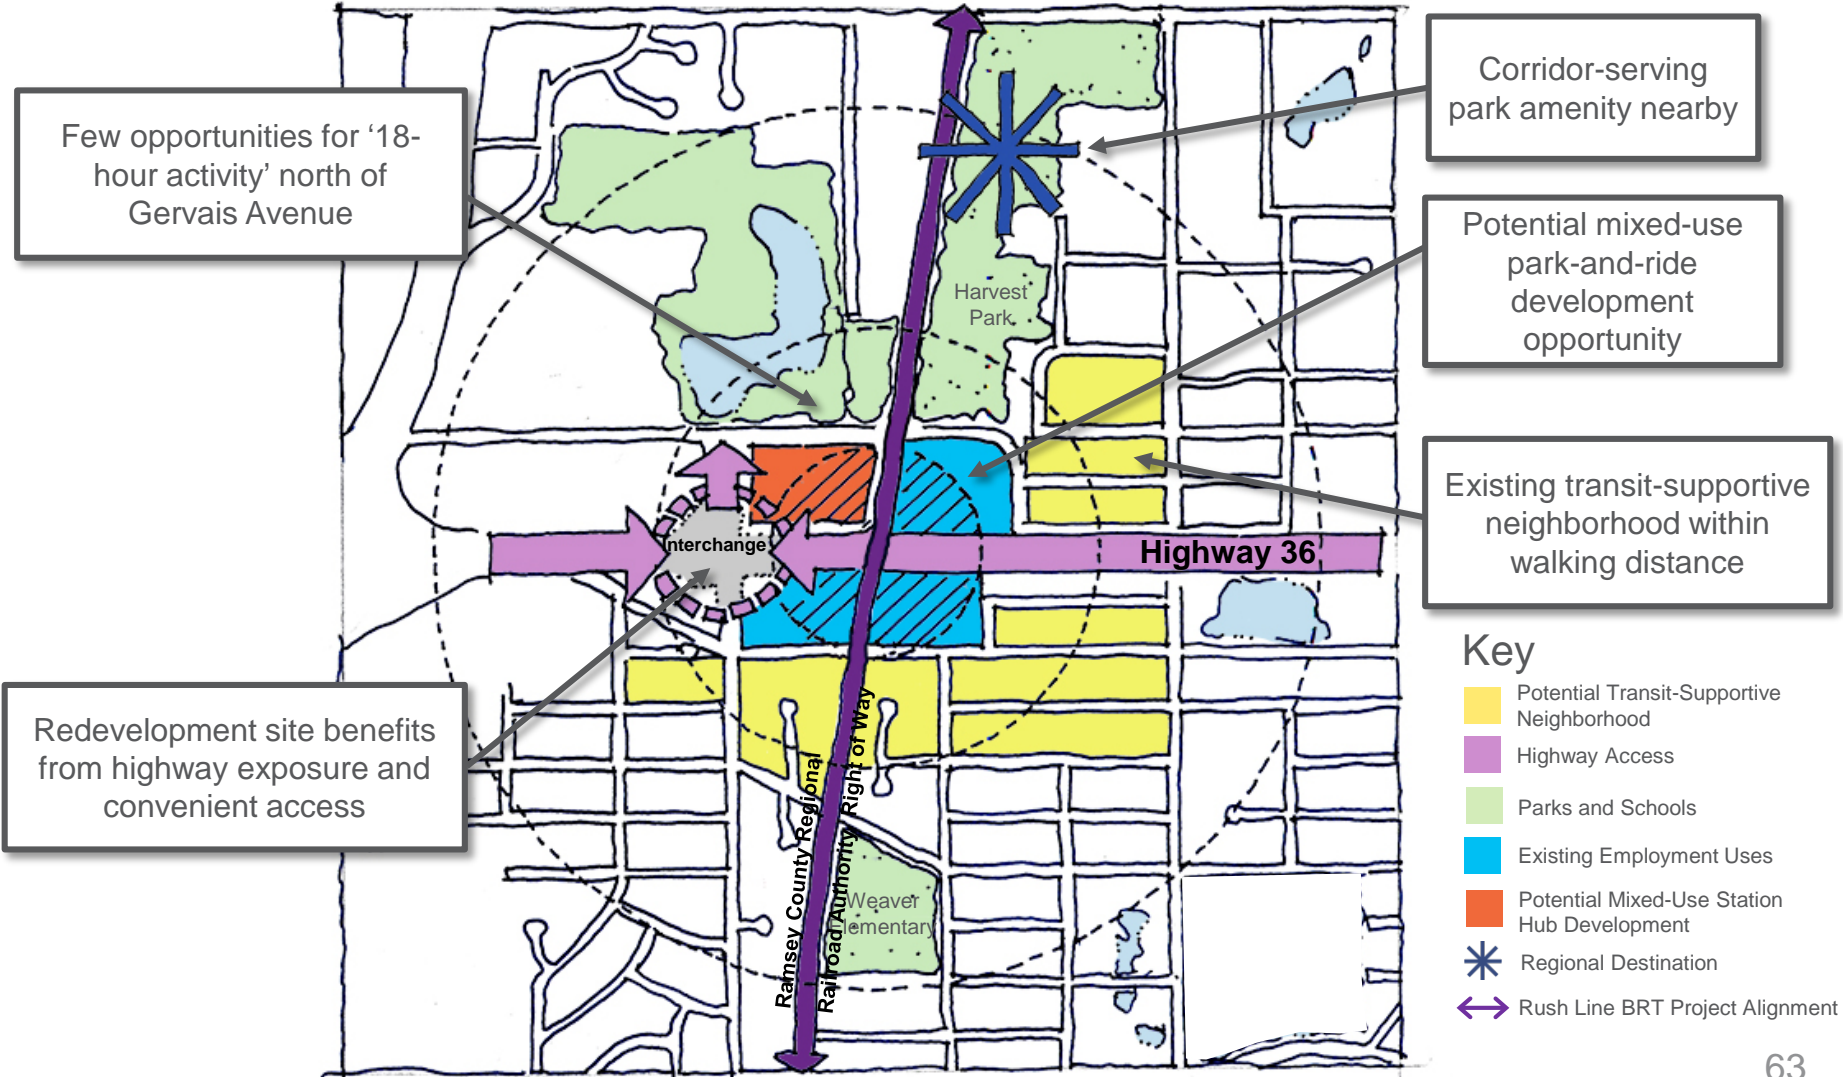 Few opportunities for ‘18-
hour activity’ north of
Gervais Avenue
Corridor-serving
park amenity nearby
Potential mixed-use
park-and-ride
development
opportunity
Existing transit-supportive
neighborhood within
walking distance
Redevelopment site benefits
from highway exposure and
convenient access
Harvest
Park
nterchange
Highway 36
Ramsey County Regional
Railroad Authority Right of Way
Weaver
Elementary
Key
Potential Transit-Supportive
Neighborhood
Highway Access
Parks and Schools
Existing Employment Uses
Potential Mixed-Use Station
Hub Development
Regional Destination
Rush Line BRT Project Alignment
63